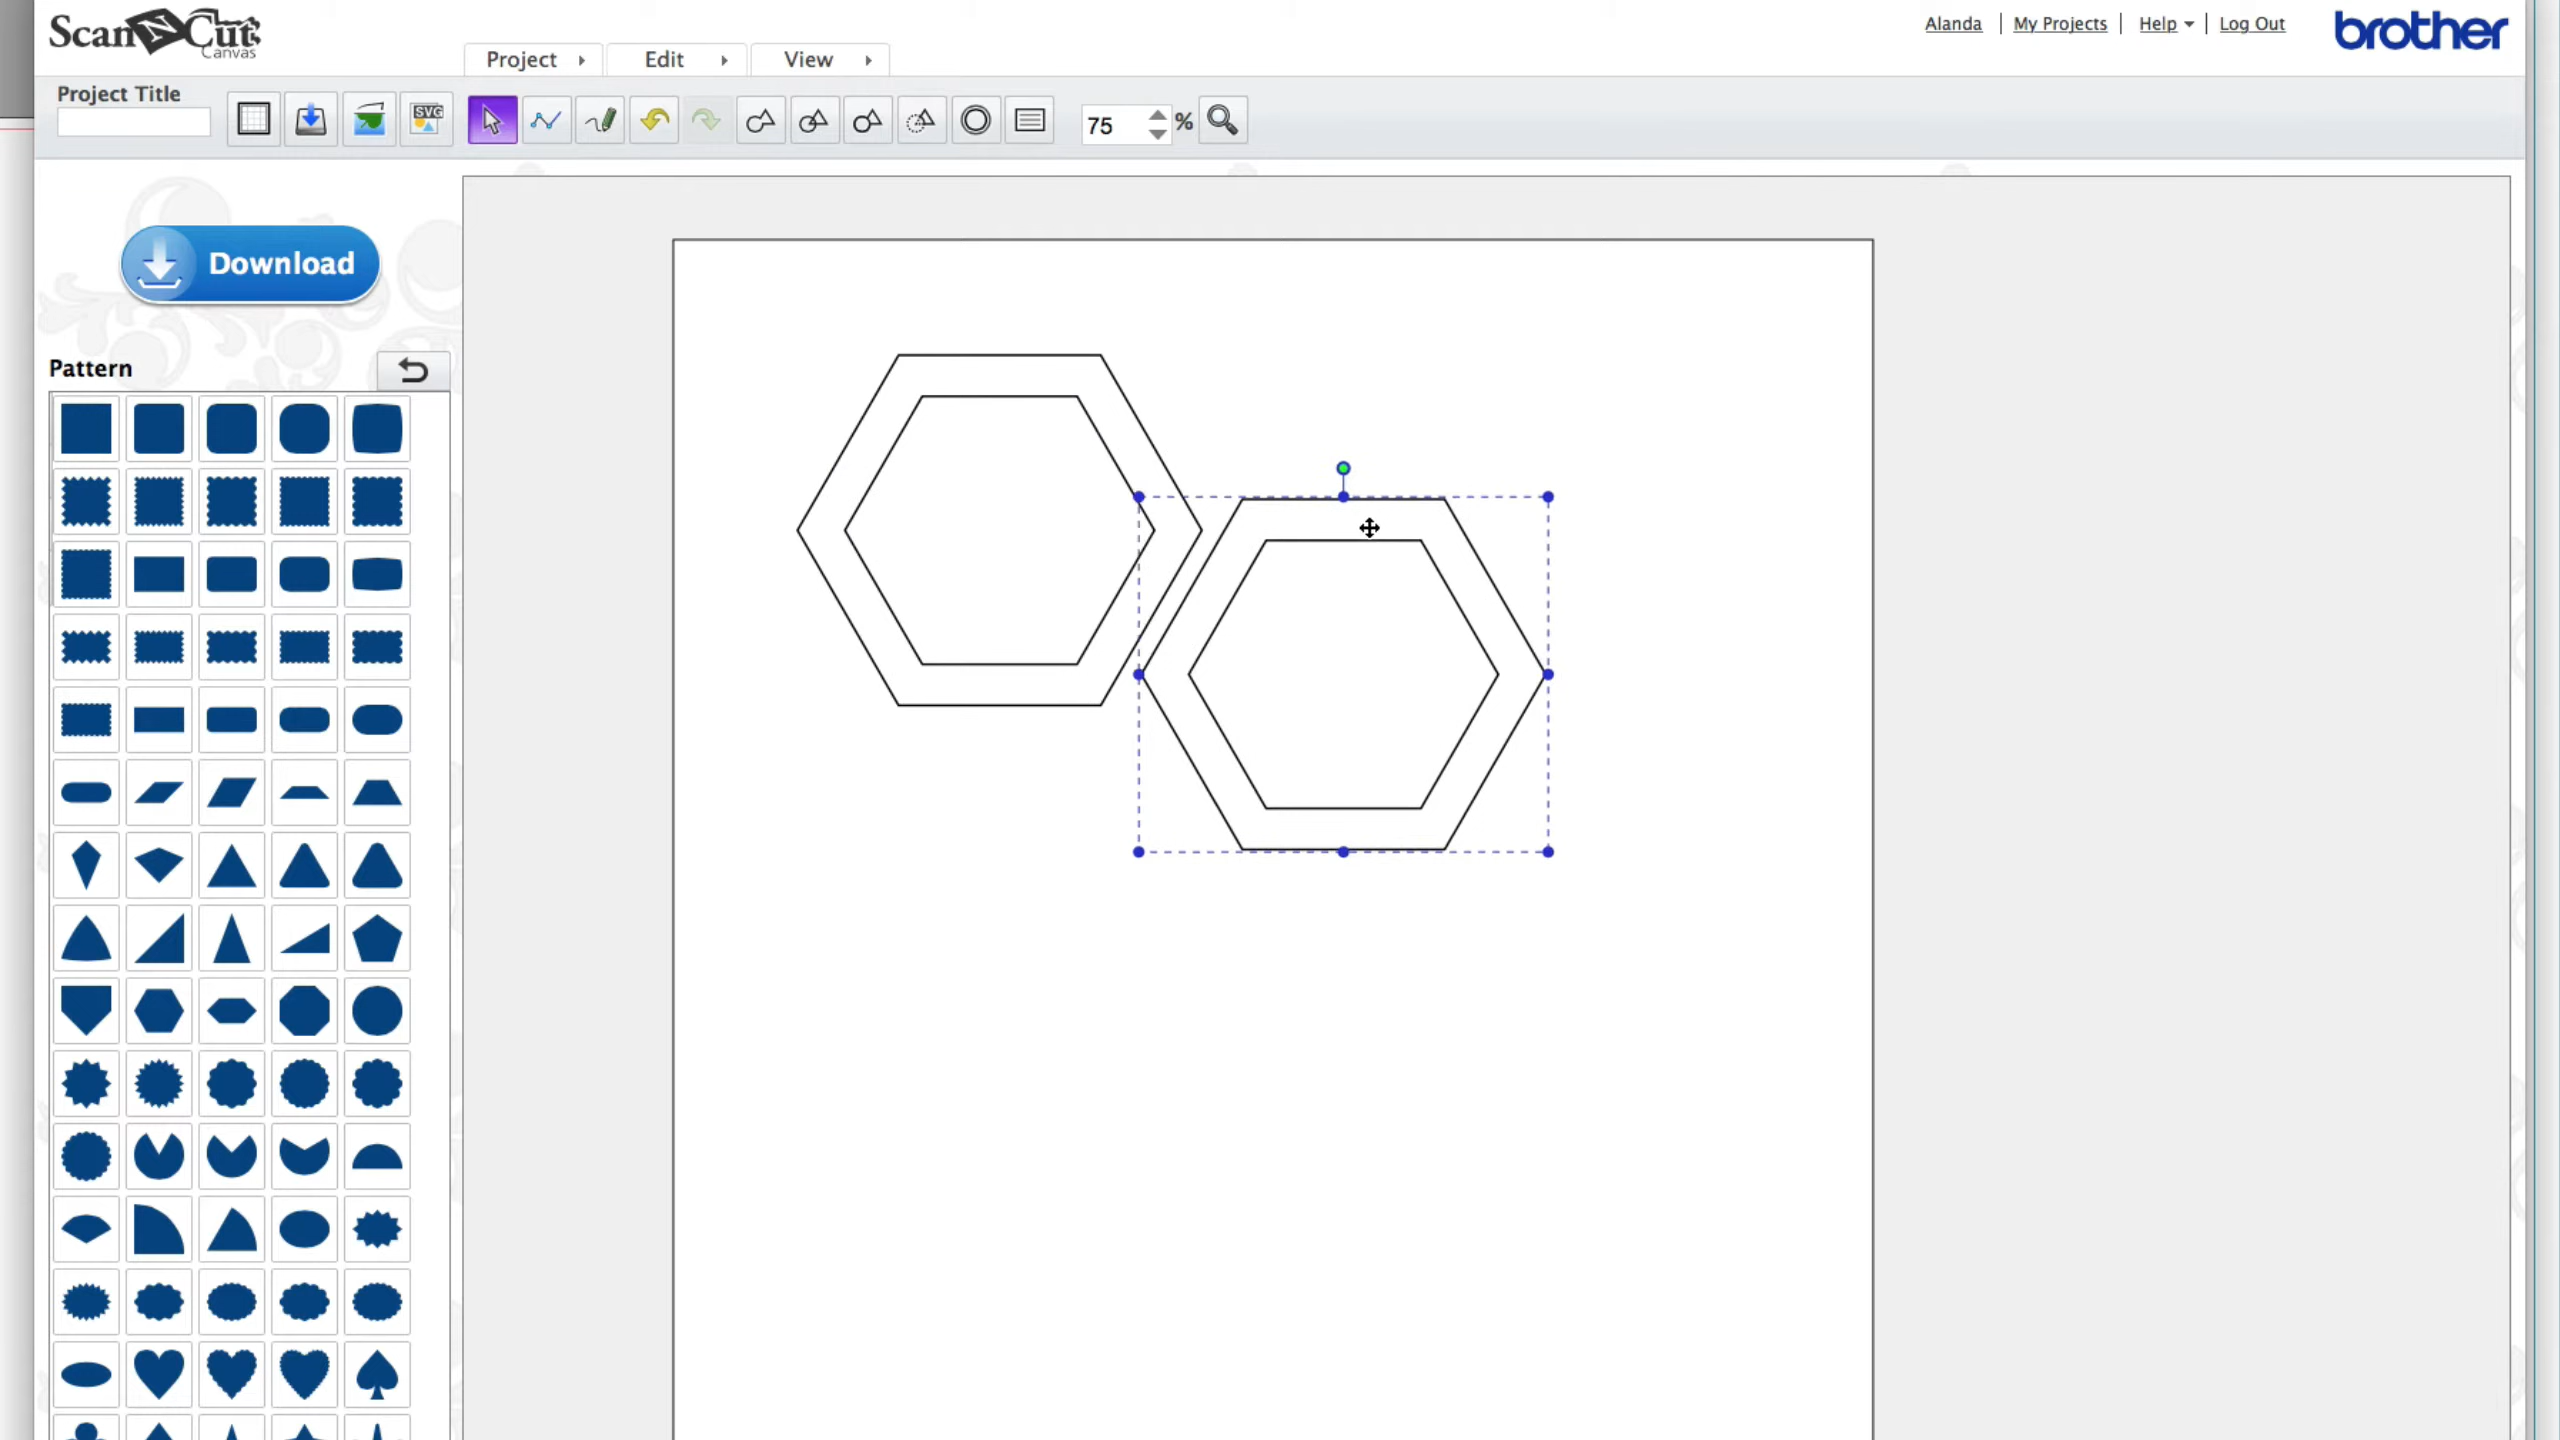 ScanNCut
Canvas
Project
Edit
View
Alanda
My Projects
Help
Log Out
brother
Project Title
SVG
75
%
Download
Pattern